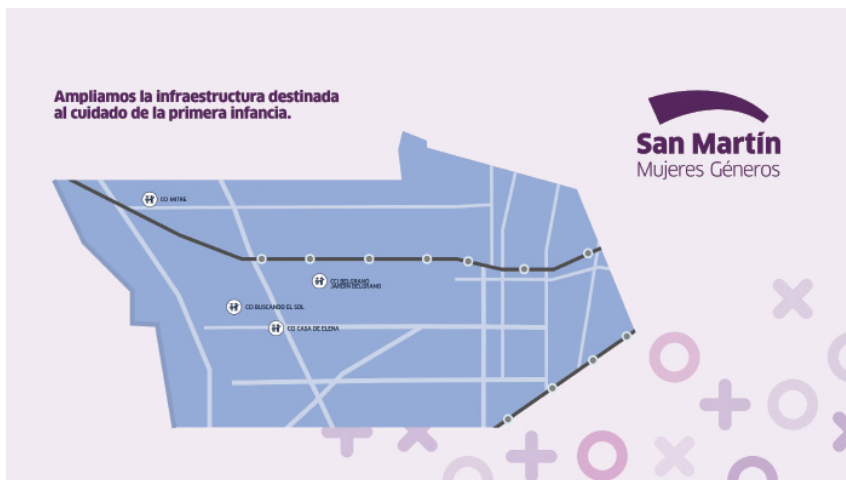 Ampliamos la infraestructura destinada
al cuidado de la primera infancia.
San Martín
Mujeres Géneros
CCI MITRE
CCI BELGRANO
JARDÍN BELGRANO
CCI BUSCANDO EL SOL
CCI CASA DE ELENA